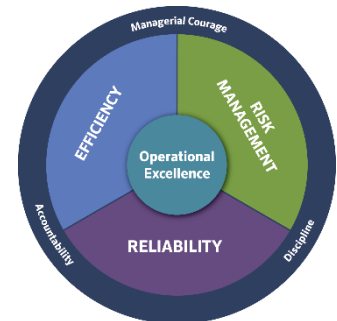 Managerial Courage
EFFICIENCY
RISK
MANAGEMENT
Operational
Excellence
RELIABILITY
Accountability
Discipline